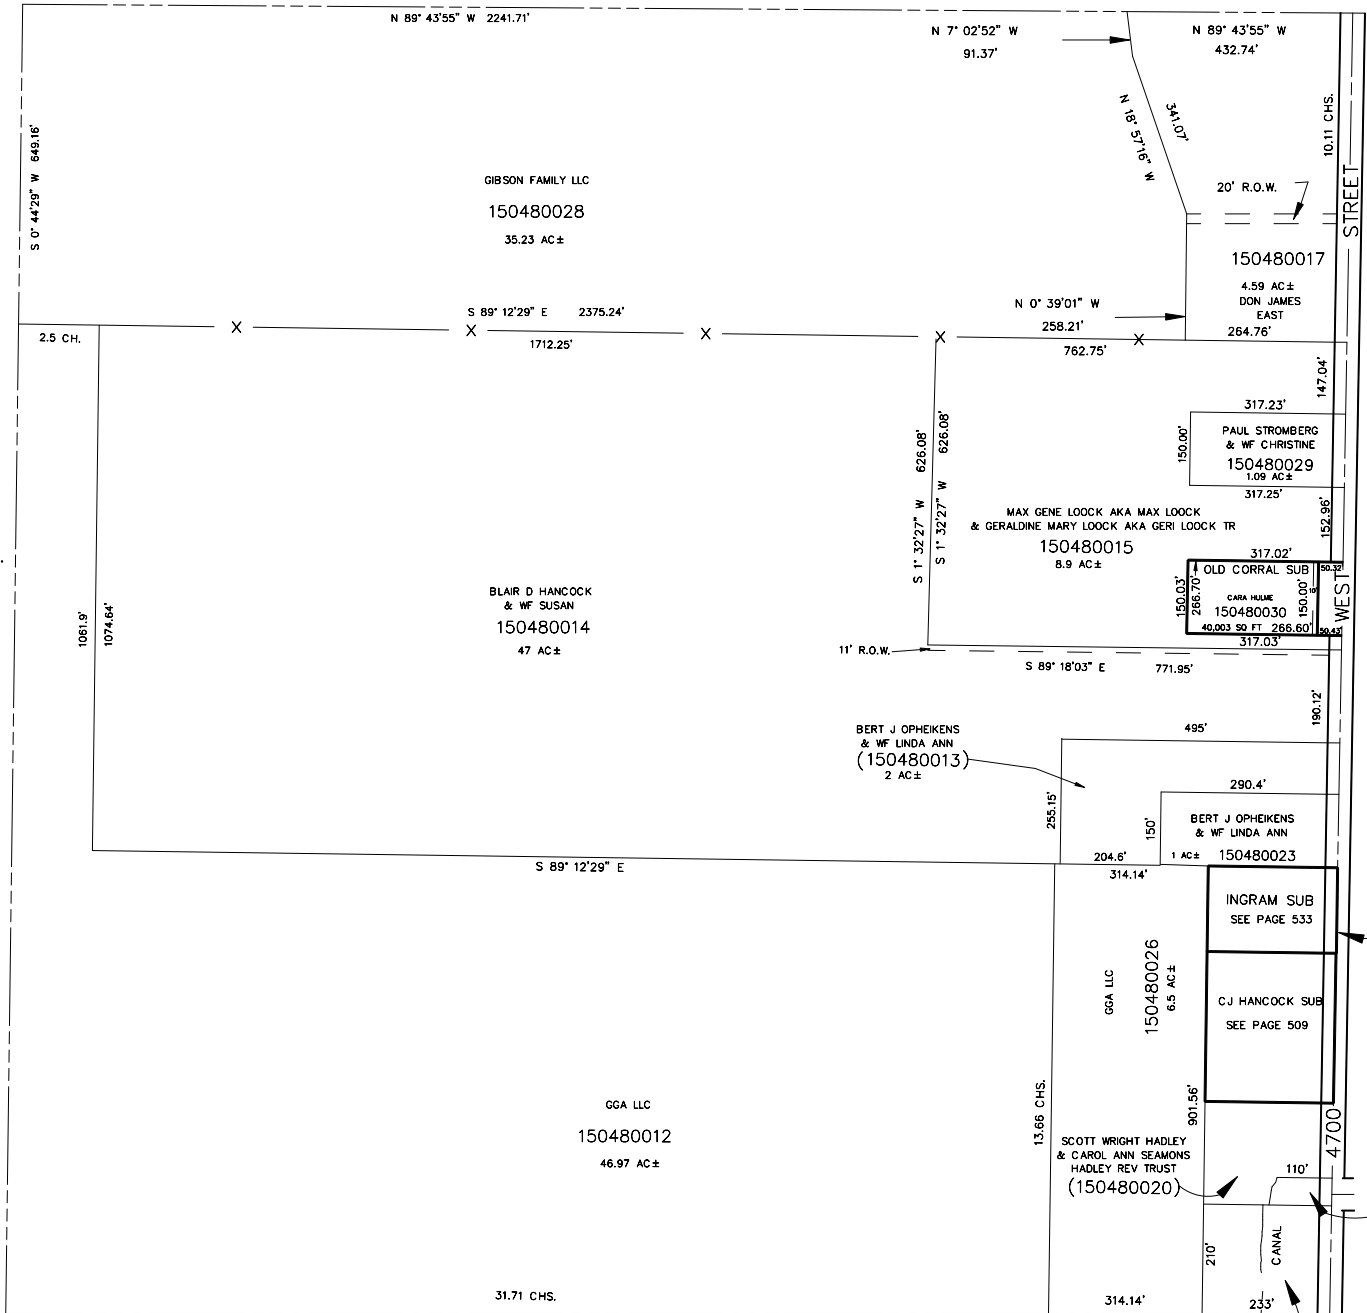 N 89° 43'55" W 2241.71'
N 7° 02'52" W
91.37'
N 89° 43'55" W
432.74'
S 0° 44'29" W 649.16'
N 18° 57'16" W
341.07'
10.11 CHS.
STREET
GIBSON FAMILY LLC
150480028
35.23 AC±
20' R.O.W.
150480017
4.59 AC±
DON JAMES
EAST
N 0° 39'01" W
258.21'
264.76'
S 89° 12'29" E 2375.24'
X X X X X
2.5 CH.
1712.25'
762.75'
147.04'
317.23'
PAUL STROMBERG
& WF CHRISTINE
150480029
1.09 AC±
150.00'
317.25'
152.96'
S 1° 32'27" W 626.08'
S 1° 32'27" W 626.08'
MAX GENE LOOCK AKA MAX LOOCK
& GERALDINE MARY LOOCK AKA GERI LOOCK TR
150480015
8.9 AC±
317.02'
OLD CORRAL SUB
50.32'
150.03'
266.70'
CARA HULME
150480030
40,003 SQ FT 266.60'
150.00'
10'
50.43'
317.03'
WEST
BLAIR D HANCOCK
& WF SUSAN
150480014
47 AC±
1061.9'
1074.64'
11' R.O.W.
S 89° 18'03" E 771.95'
190.12'
BERT J OPHEIKENS
& WF LINDA ANN
(150480013)
2 AC±
495'
255.15'
290.4'
150'
BERT J OPHEIKENS
& WF LINDA ANN
1 AC± 150480023
204.6'
314.14'
S 89° 12'29" E
INGRAM SUB
SEE PAGE 533
GGA LLC
150480026
6.5 AC±
CJ HANCOCK SUB
SEE PAGE 509
13.66 CHS.
901.56'
GGA LLC
150480012
46.97 AC±
SCOTT WRIGHT HADLEY
& CAROL ANN SEAMONS
HADLEY REV TRUST
(150480020)
110'
4700
210'
CANAL
31.71 CHS.
314.14'
233'